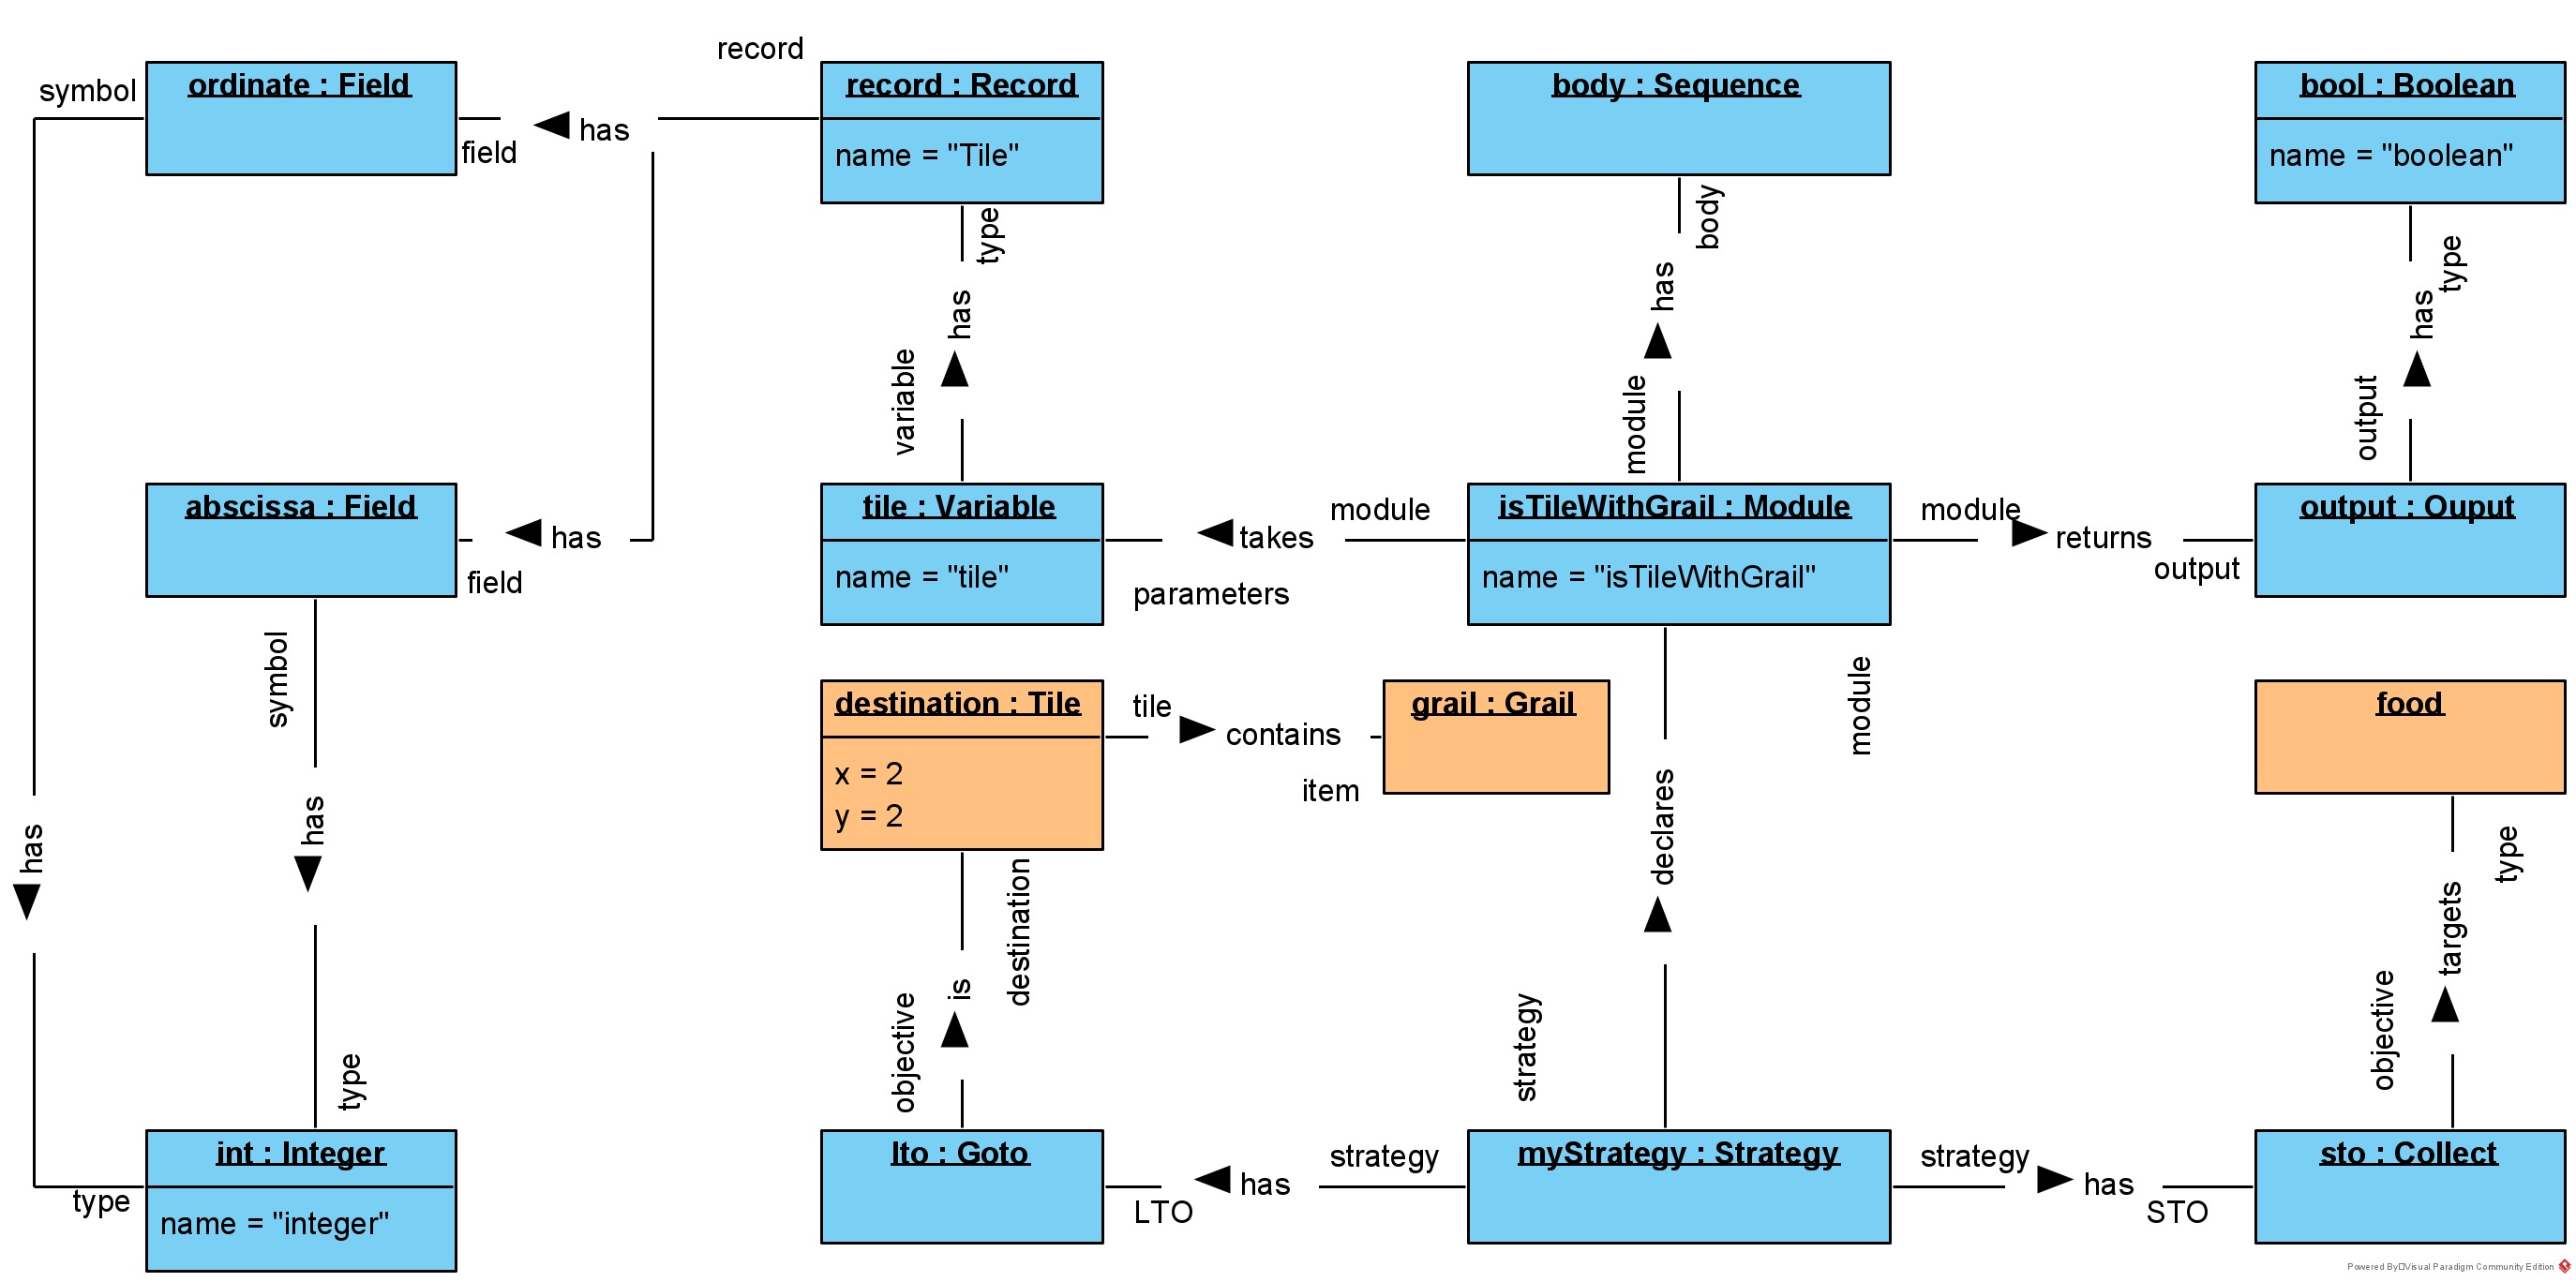 record
symbol
ordinate : Field
has
field
record : Record
name = "Tile"
body : Sequence
bool : Boolean
name = "boolean"
type
has
variable
body
has
module
type
has
output
abscissa : Field
has
field
tile : Variable
name = "tile"
takes
module
parameters
isTileWithGrail : Module
name = "isTileWithGrail"
module
returns
output
output : Ouput
symbol
has
type
has
type
destination : Tile
x = 2
y = 2
tile
contains
item
grail : Grail
module
declares
strategy
food
type
targets
objective
destination
is
objective
int : Integer
name = "integer"
lto : Goto
has
strategy
LTO
myStrategy : Strategy
strategy
has
STO
sto : Collect
Powered By Visual Paradigm Community Edition